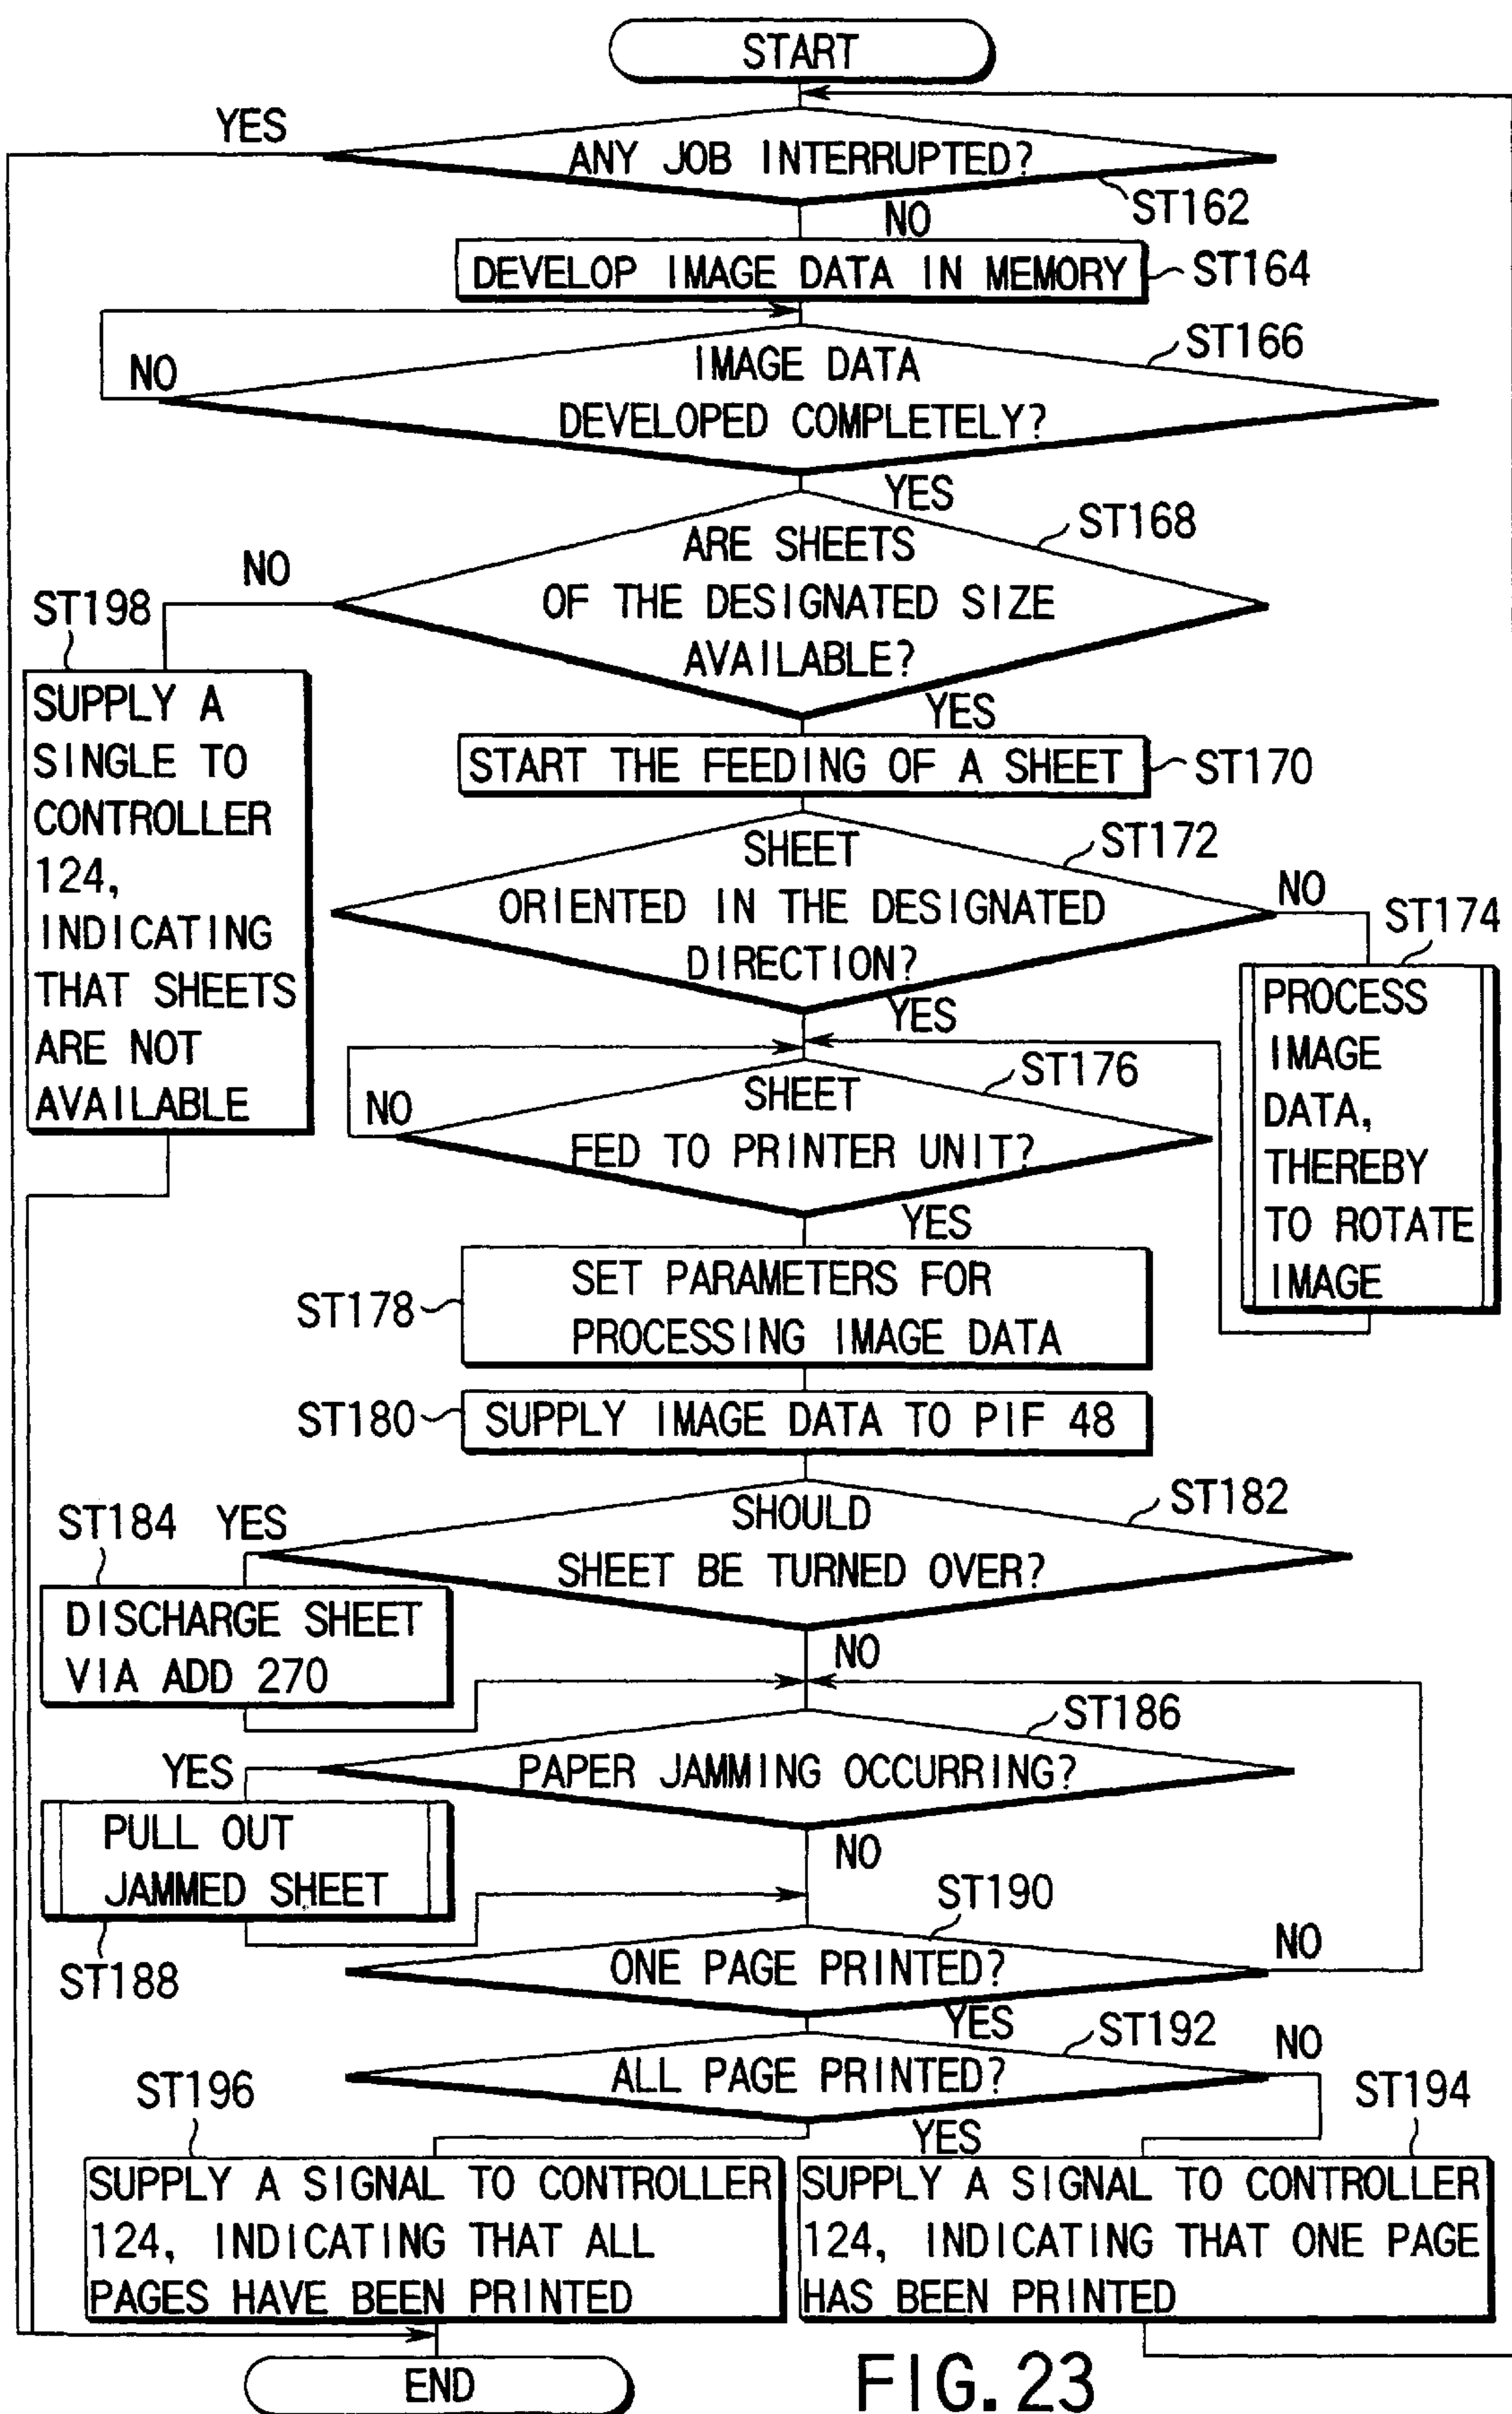 START
YES
ANY JOB INTERRUPTED?
ST162
NO
DEVELOP IMAGE DATA IN MEMORY
ST164
ST166
IMAGE DATA
NO
DEVELOPED COMPLETELY?
YES
ST168
ARE SHEETS
NO
OF THE DESIGNATED SIZE
AVAILABLE?
ST198
SUPPLY A
SINGLE TO
CONTROLLER
124,
INDICATING
THAT SHEETS
ARE NOT
AVAILABLE
YES
START THE FEEDING OF A SHEET
ST170
ST172
SHEET
ORIENTED IN THE DESIGNATED
DIRECTION?
NO
ST174
PROCESS
IMAGE
DATA,
THEREBY
TO ROTATE
IMAGE
YES
ST176
SHEET
NO
FED TO PRINTER UNIT?
YES
ST178
SET PARAMETERS FOR
PROCESSING IMAGE DATA
ST180
SUPPLY IMAGE DATA TO PIF 48
ST182
SHOULD
SHEET BE TURNED OVER?
ST184
YES
DISCHARGE SHEET
VIA ADD 270
NO
ST186
YES
PAPER JAMMING OCCURRING?
PULL OUT
JAMMED SHEET
ST188
NO
ST190
ONE PAGE PRINTED?
NO
YES
ST192
NO
ALL PAGE PRINTED?
ST196
YES
ST194
SUPPLY A SIGNAL TO CONTROLLER
124, INDICATING THAT ALL
PAGES HAVE BEEN PRINTED
SUPPLY A SIGNAL TO CONTROLLER
124, INDICATING THAT ONE PAGE
HAS BEEN PRINTED
END
FIG. 23